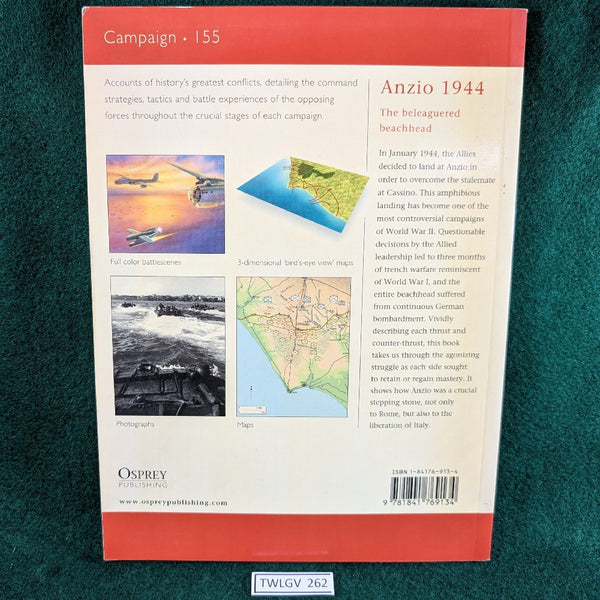 Campaign • 155
Accounts of history's greatest conflicts, detailing the command
strategies, tactics and battle experiences of the opposing
forces throughout the crucial stages of each campaign
Full color battlescenes
3-dimensional 'bird's-eye view' maps
Photographs
Maps
Anzio 1944
The beleaguered
beachhead
In January 1944, the Allies
decided to land at Anzio in
order to overcome the stalemate
at Cassino. This amphibious
landing has become one of the
most controversial campaigns
of World War II. Questionable
decisions by the Allied
leadership led to three months
of trench warfare reminiscent
of World War I, and the
entire beachhead suffered
from continuous German
bombardment. Vividly
describing each thrust and
counter-thrust, this book
takes us through the agonizing
struggle as each side sought
to retain or regain mastery. It
shows how Anzio was a crucial
stepping stone, not only
to Rome, but also to the
liberation of Italy.
OSPREY
PUBLISHING
www.ospreypublishing.com
ISBN 1-84176-913-4
9 781841 769134
TWLGV 262